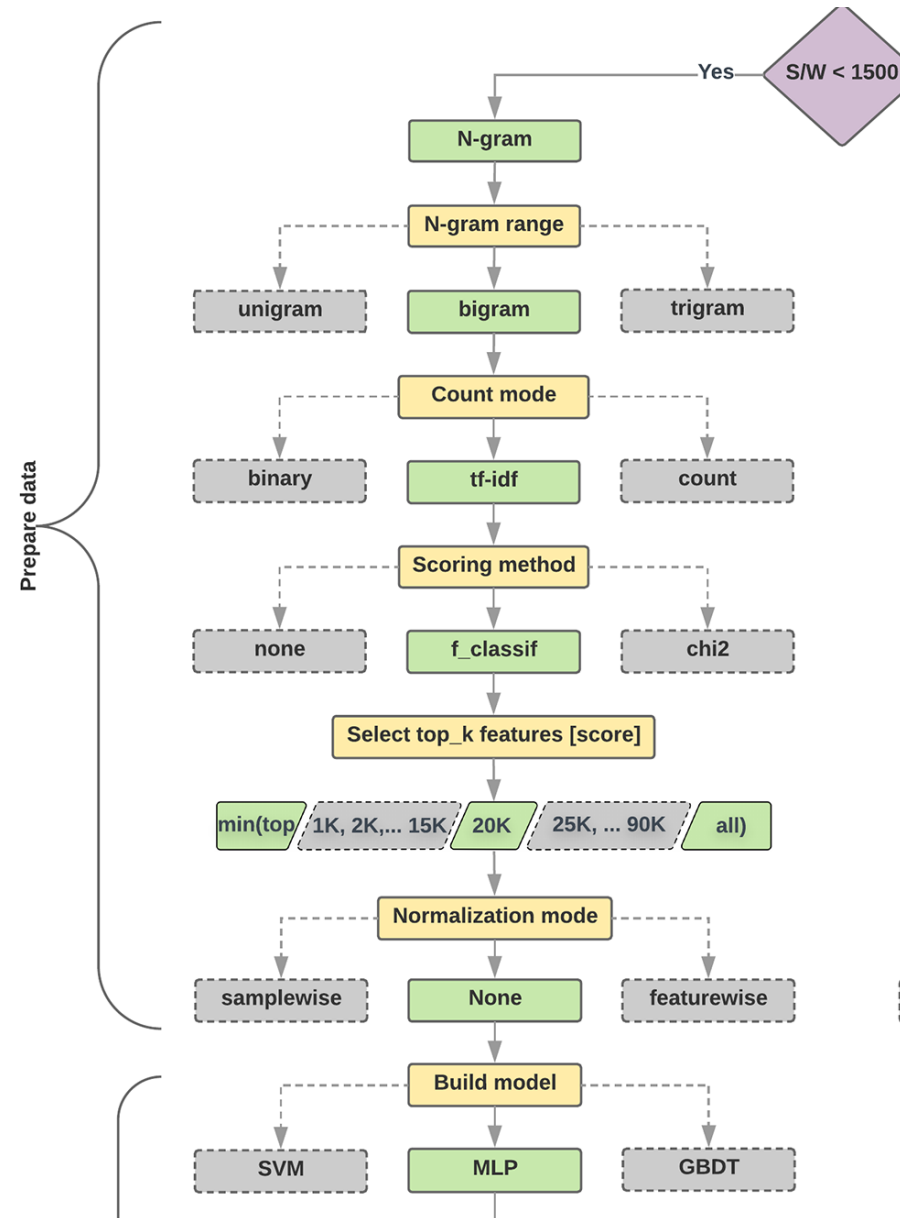 Yes
S/W < 1500
N-gram
N-gram range
unigram
bigram
trigram
Count mode
binary
tf-idf
count
Scoring method
none
f_classif
chi2
Select top_k features [score]
min(top
1K, 2K,... 15K
20K
25K, ... 90K
all)
Normalization mode
samplewise
None
featurewise
Build model
SVM
MLP
GBDT
Prepare data